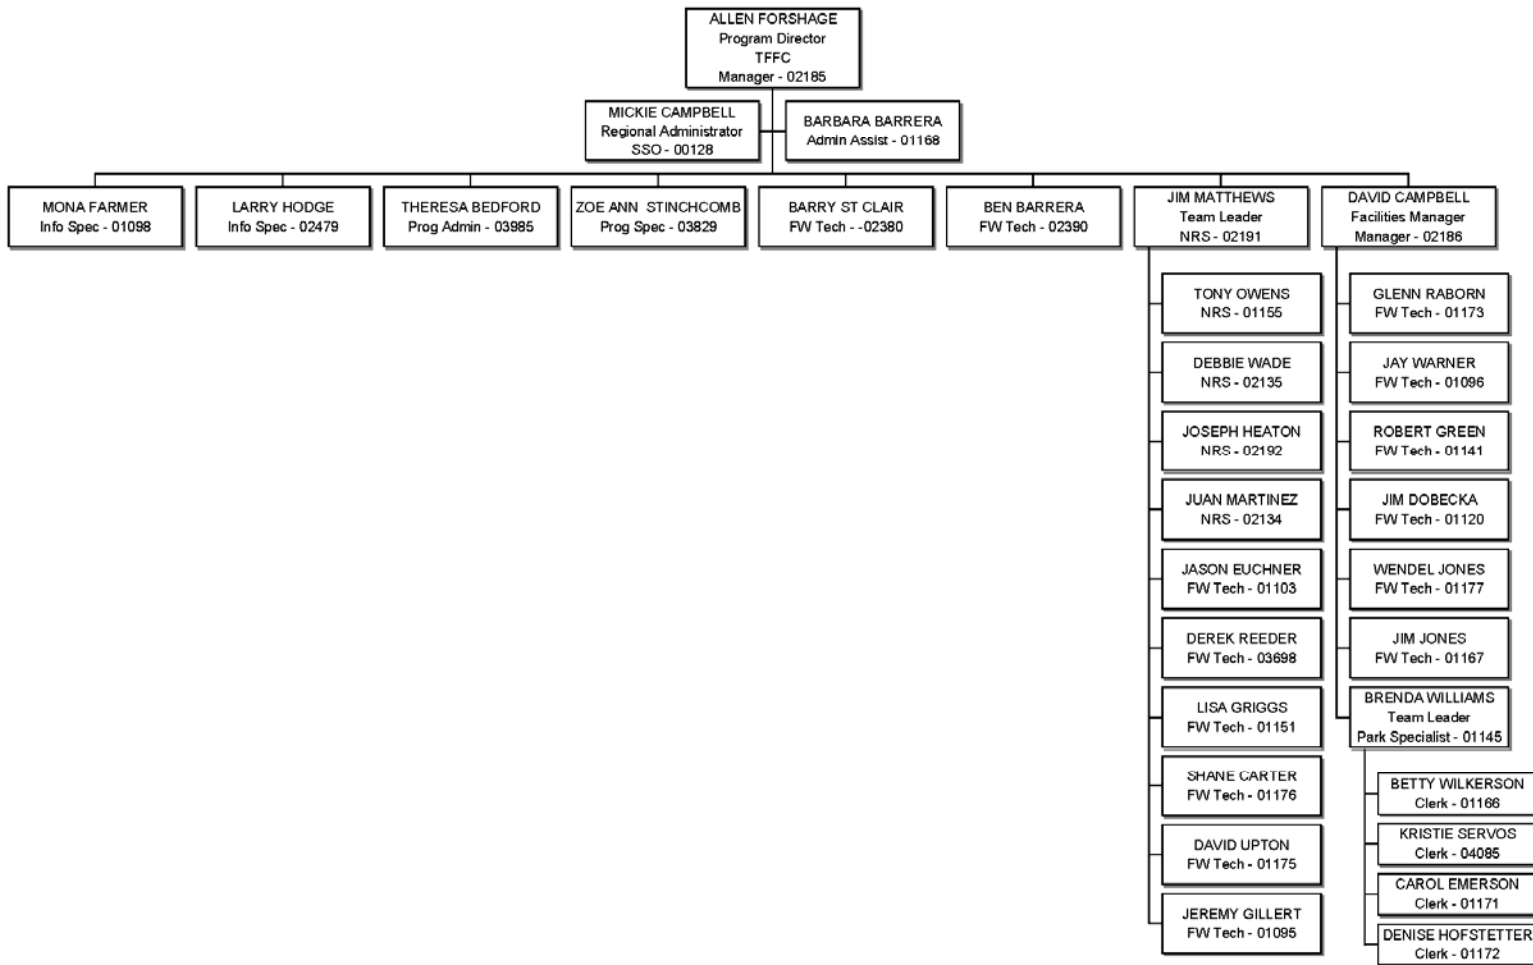 ALLEN FORSHAGE
Program Director
TFFC
Manager - 02185
MICKIE CAMPBELL
Regional Administrator
SSO - 00128
BARBARA BARRERA
Admin Assist - 01168
MONA FARMER
Info Spec - 01098
LARRY HODGE
Info Spec - 02479
THERESA BEDFORD
Prog Admin - 03985
ZOE ANN STINCHCOMB
Prog Spec - 03829
BARRY ST CLAIR
FW Tech - -02380
BEN BARRERA
FW Tech - 02390
JIM MATTHEWS
Team Leader
NRS - 02191
DAVID CAMPBELL
Facilities Manager
Manager - 02186
TONY OWENS
NRS - 01155
DEBBIE WADE
NRS - 02135
JOSEPH HEATON
NRS - 02192
JUAN MARTINEZ
NRS - 02134
JASON EUCHNER
FW Tech - 01103
DEREK REEDER
FW Tech - 03698
LISA GRIGGS
FW Tech - 01151
SHANE CARTER
FW Tech - 01176
DAVID UPTON
FW Tech - 01175
JEREMY GILLERT
FW Tech - 01095
GLENN RABORN
FW Tech - 01173
JAY WARNER
FW Tech - 01096
ROBERT GREEN
FW Tech - 01141
JIM DOBECKA
FW Tech - 01120
WENDEL JONES
FW Tech - 01177
JIM JONES
FW Tech - 01167
BRENDA WILLIAMS
Team Leader
Park Specialist - 01145
BETTY WILKERSON
Clerk - 01166
KRISTIE SERVOS
Clerk - 04085
CAROL EMERSON
Clerk - 01171
DENISE HOFSTETTER
Clerk - 01172